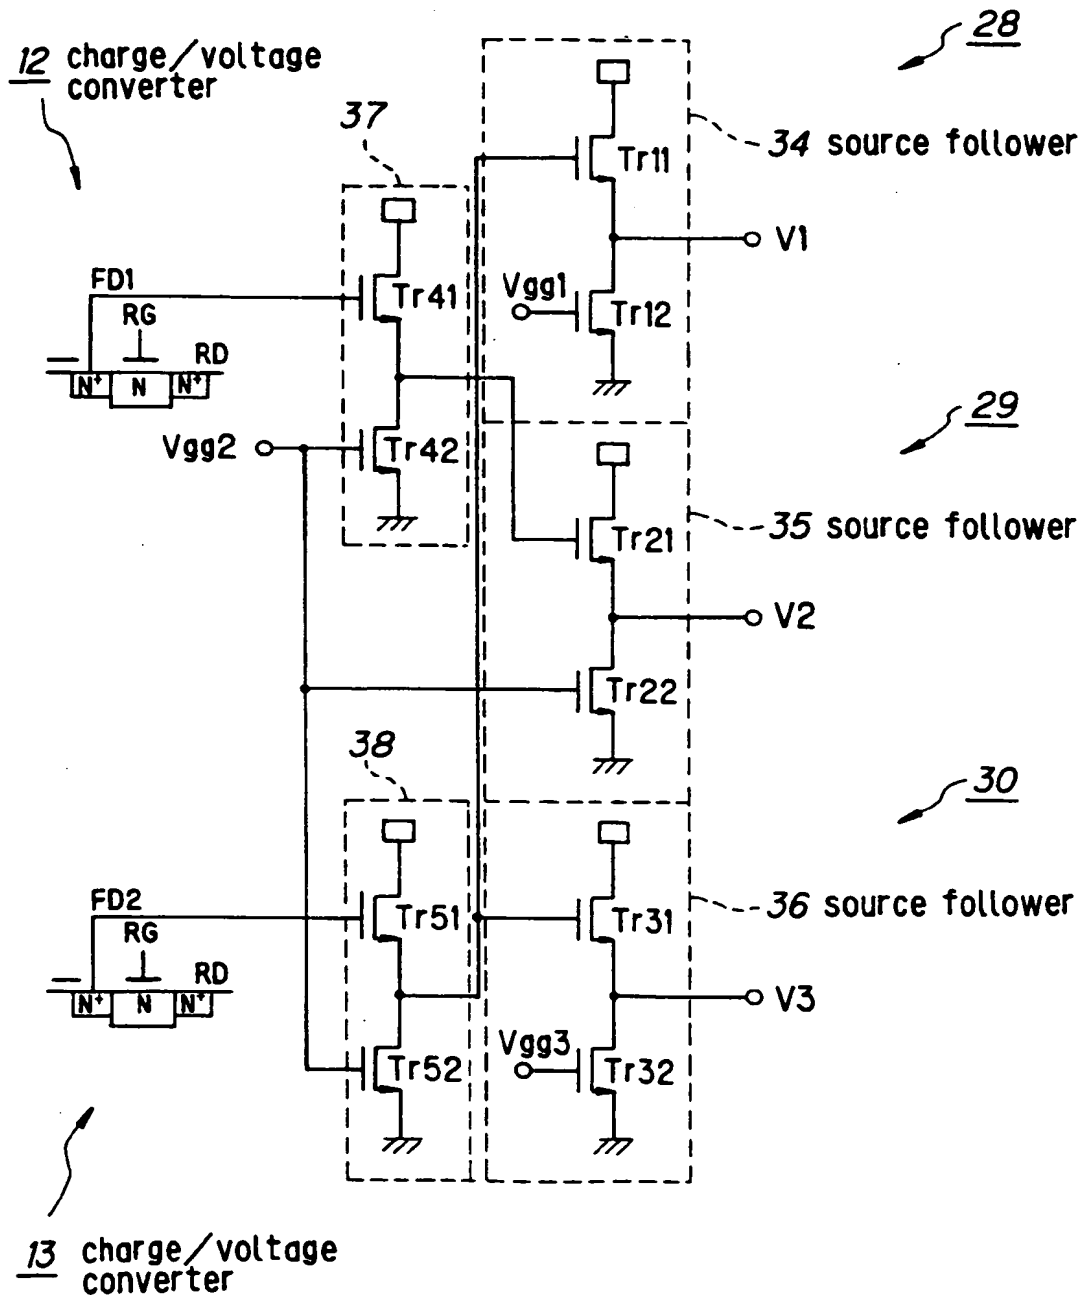 28
12 charge/voltage
converter
37
34 source follower
Tr11
V1
FD1
Vgg1
Tr41
RG
Tr12
RD
N+ N N+
29
Vgg2
Tr42
35 source follower
Tr21
V2
Tr22
38
30
FD2
Tr51
36 source follower
Tr31
RG
RD
N+ N N+
V3
Vgg3
Tr52
Tr32
13 charge/voltage
converter